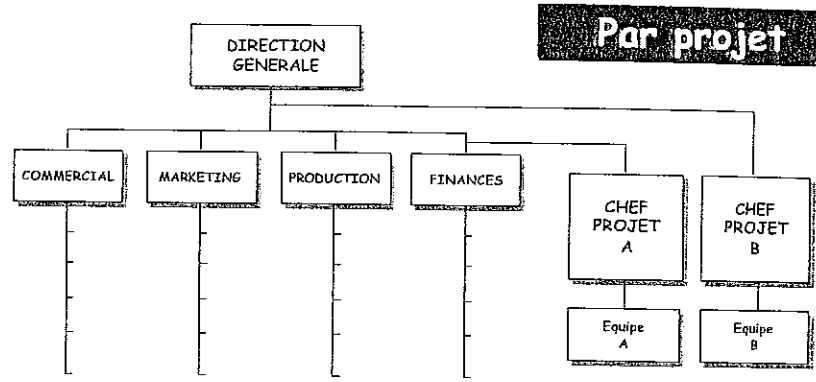 Par projet
DIRECTION
GENERALE
COMMERCIAL
MARKETING
PRODUCTION
FINANCES
CHEF
PROJET
A
CHEF
PROJET
B
Equipe
A
Equipe
B